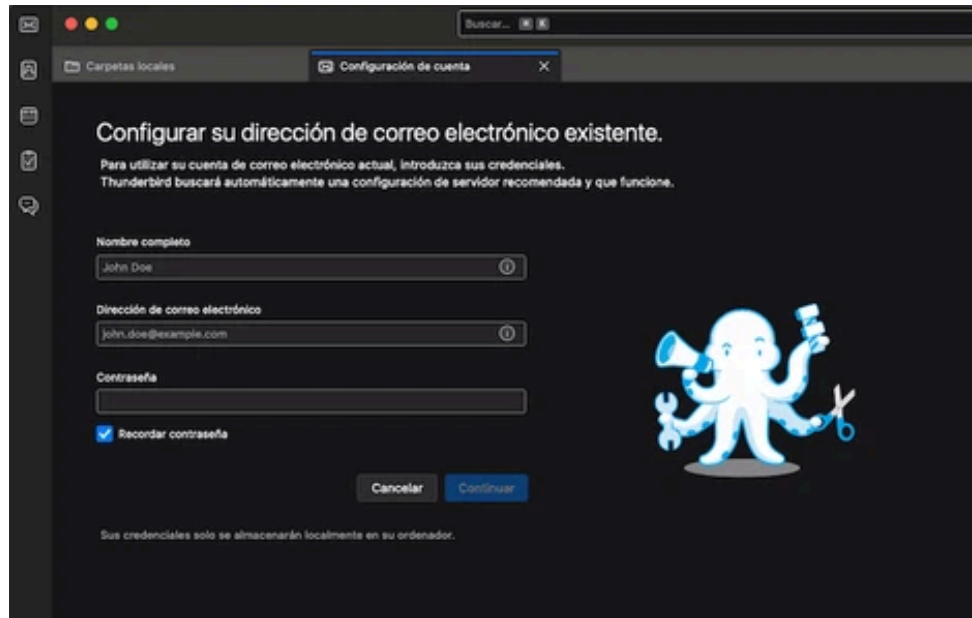 Buscar... ⌘ K
Carpetas locales
Configuración de cuenta
Configurar su dirección de correo electrónico existente.
Para utilizar su cuenta de correo electrónico actual, introduzca sus credenciales.
Thunderbird buscará automáticamente una configuración de servidor recomendada y que funcione.
Nombre completo
John Doe
Dirección de correo electrónico
john.doe@example.com
Contraseña
Recordar contraseña
Cancelar
Continuar
Sus credenciales solo se almacenarán localmente en su ordenador.